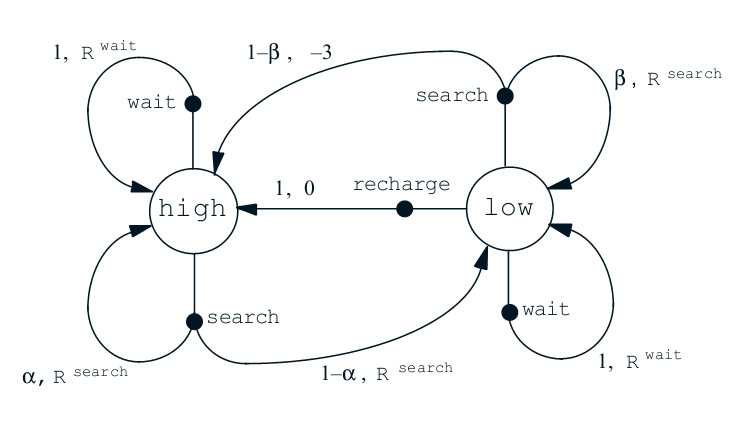 1, R wait
1–β , –3
β, R search
wait
search
recharge
1, 0
high
low
search
wait
α, R search
1–α, R search
1, R wait